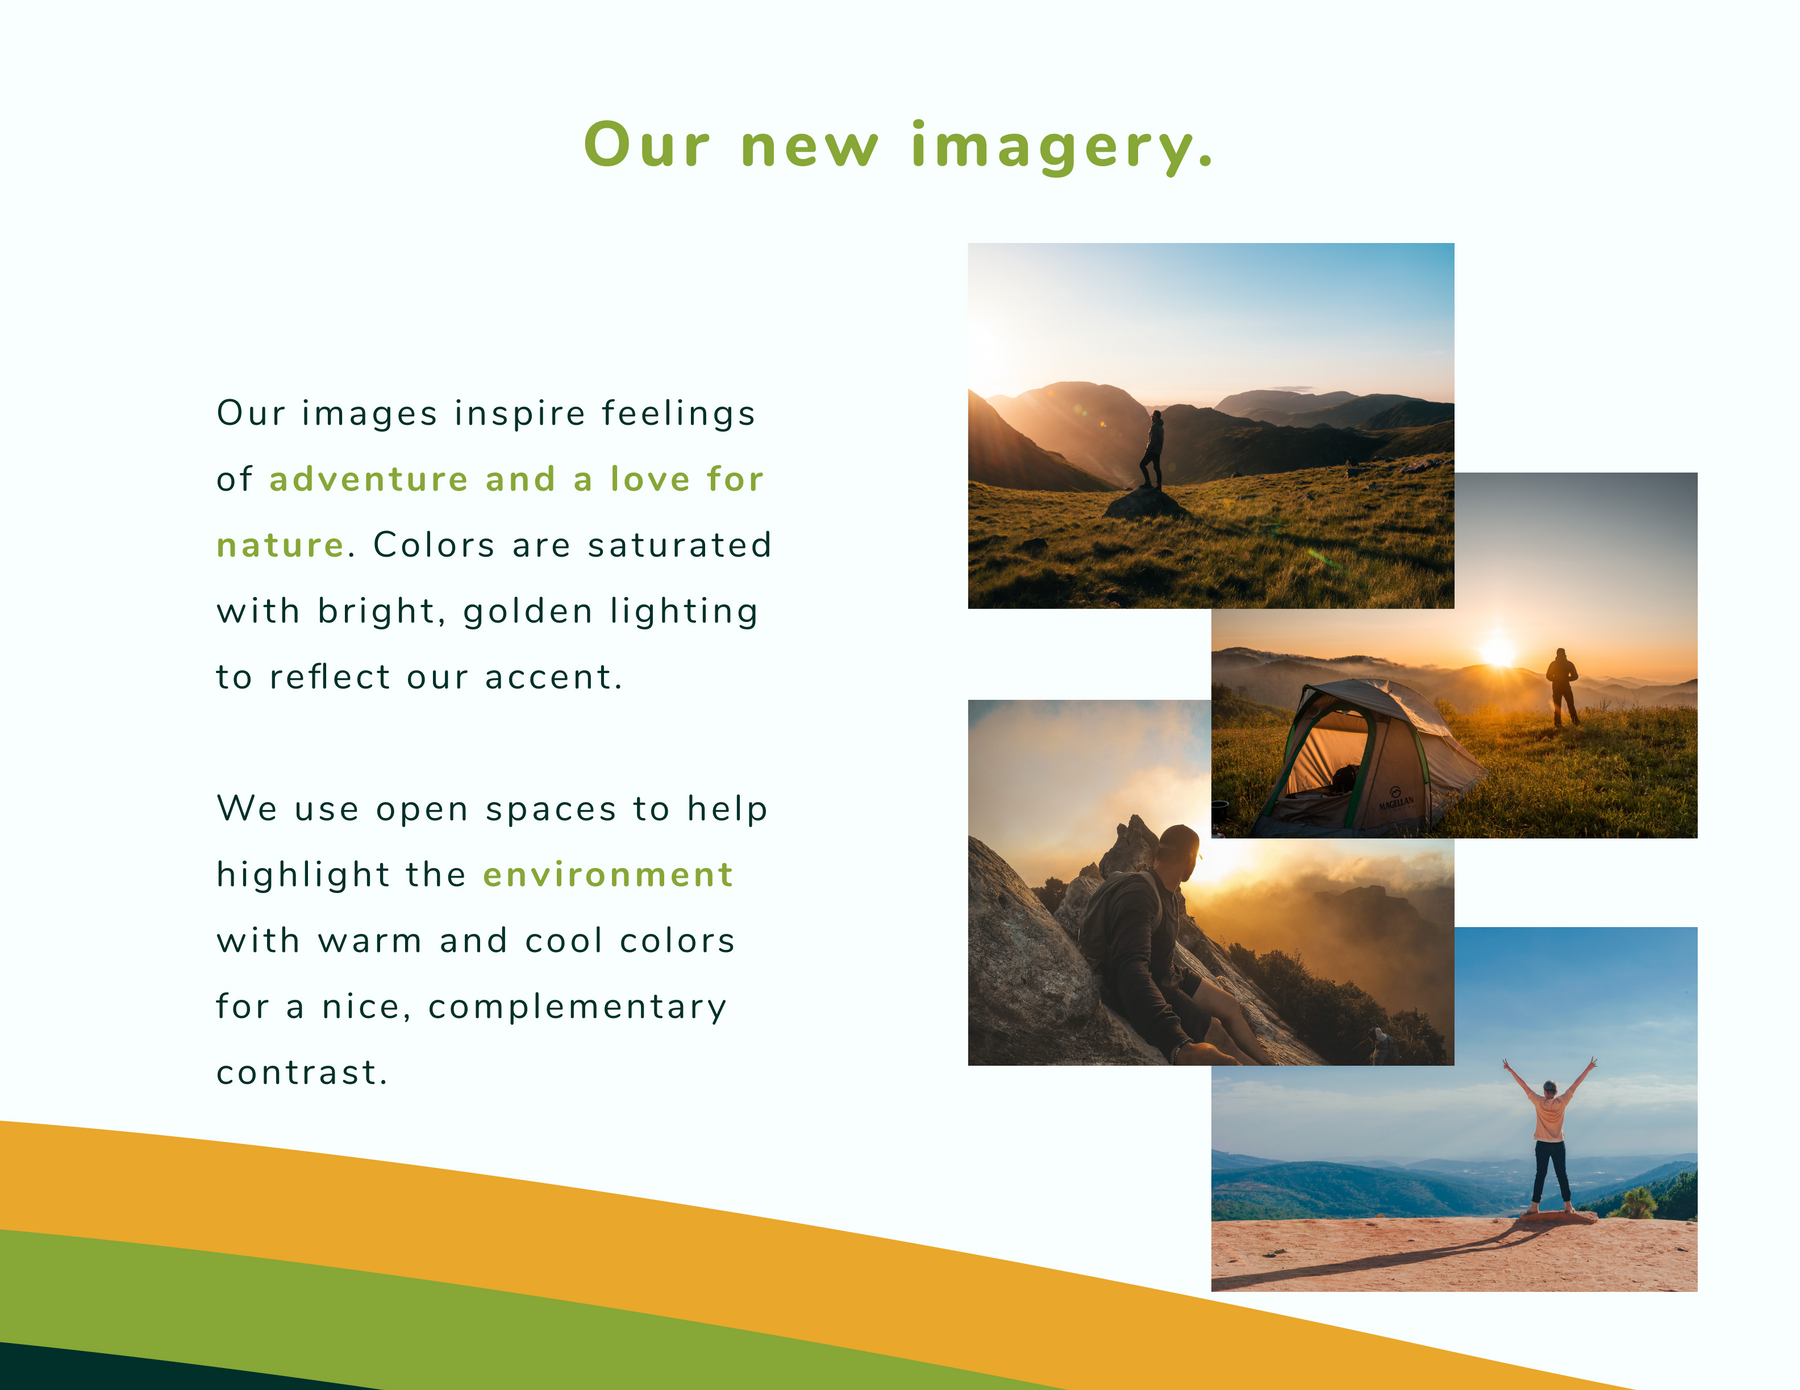 Our new imagery.
Our images inspire feelings
of adventure and a love for
nature. Colors are saturated
with bright, golden lighting
to reflect our accent.
We use open spaces to help
highlight the environment
with warm and cool colors
for a nice, complementary
contrast.
MAGELLAN